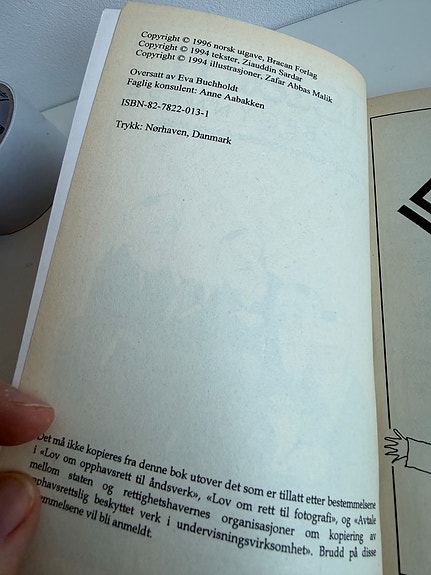 Copyright © 1996 norsk utgave, Bracan Forlag
Copyright © 1994 tekster, Ziauddin Sardar
Copyright © 1994 illustrasjoner, Zafar Abbas Malik
Oversatt av Eva Buchholdt
Faglig konsulent: Anne Aabakken
ISBN-82-7822-013-1
Trykk: Nørhaven, Danmark
Det må ikke kopieres fra denne bok utover det som er tillatt etter bestemmelsene
i «Lov om opphavsrett til åndsverk», «Lov om rett til fotografi», og «Avtale
mellom staten og rettighetshavernes organisasjoner om kopiering av
opphavsrettslig beskyttet verk i undervisningsvirksomhet». Brudd på disse
vil bli anmeldt.